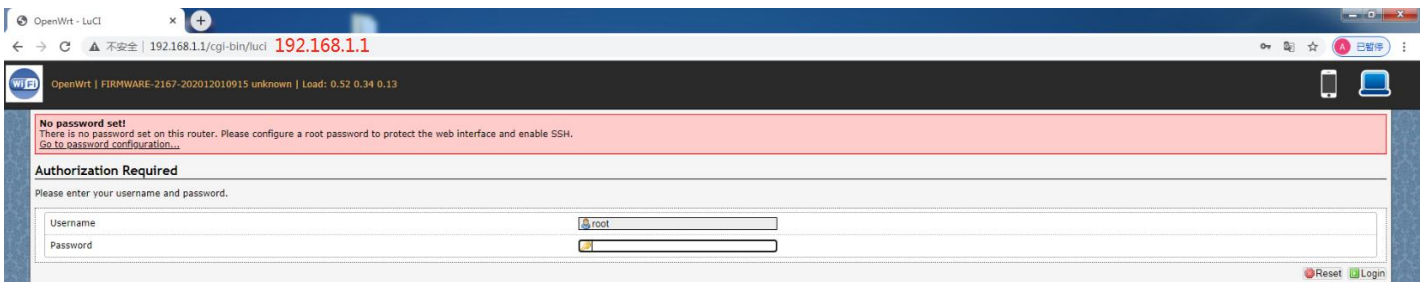 OpenWrt - LuCI
不安全 | 192.168.1.1/cgi-bin/luci 192.168.1.1
A 已暂停
WiFi
OpenWrt | FIRMWARE-2167-202012010915 unknown | Load: 0.52 0.34 0.13
No password set!
There is no password set on this router. Please configure a root password to protect the web interface and enable SSH.
Go to password configuration...
Authorization Required
Please enter your username and password.
Username root
Password
Reset Login